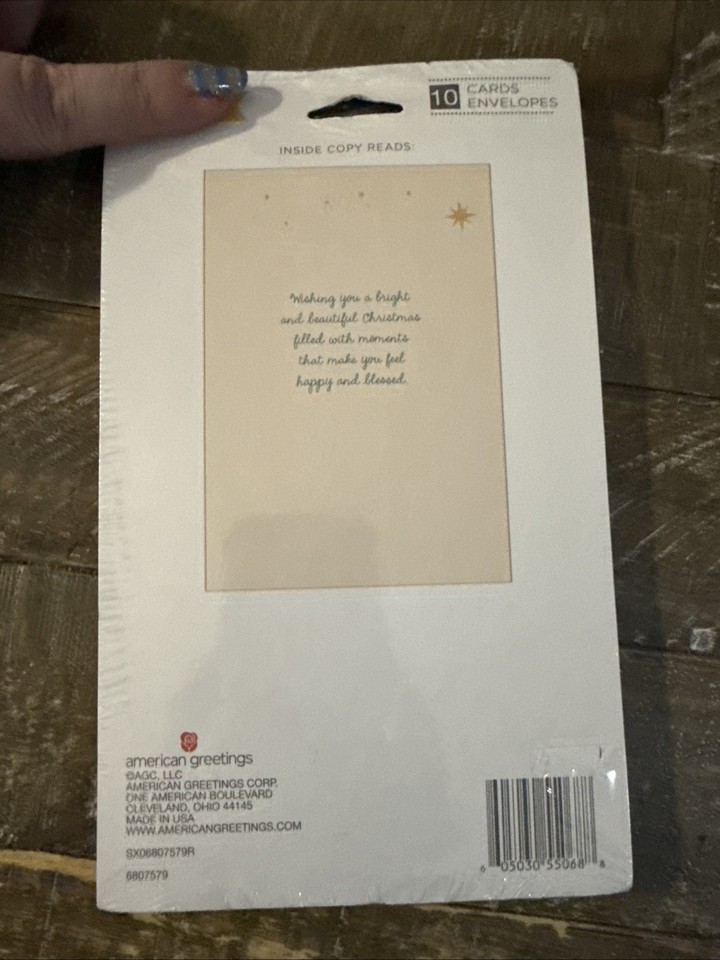 10 CARDS
ENVELOPES
INSIDE COPY READS:
Wishing you a bright
and beautiful Christmas
filled with moments
that make you feel
happy and blessed.
american greetings
©AGC, LLC
AMERICAN GREETINGS CORP.
ONE AMERICAN BOULEVARD
CLEVELAND, OHIO 44145
MADE IN USA
WWW.AMERICANGREETINGS.COM
SX06807579R
6807579
6 05030 55068 8